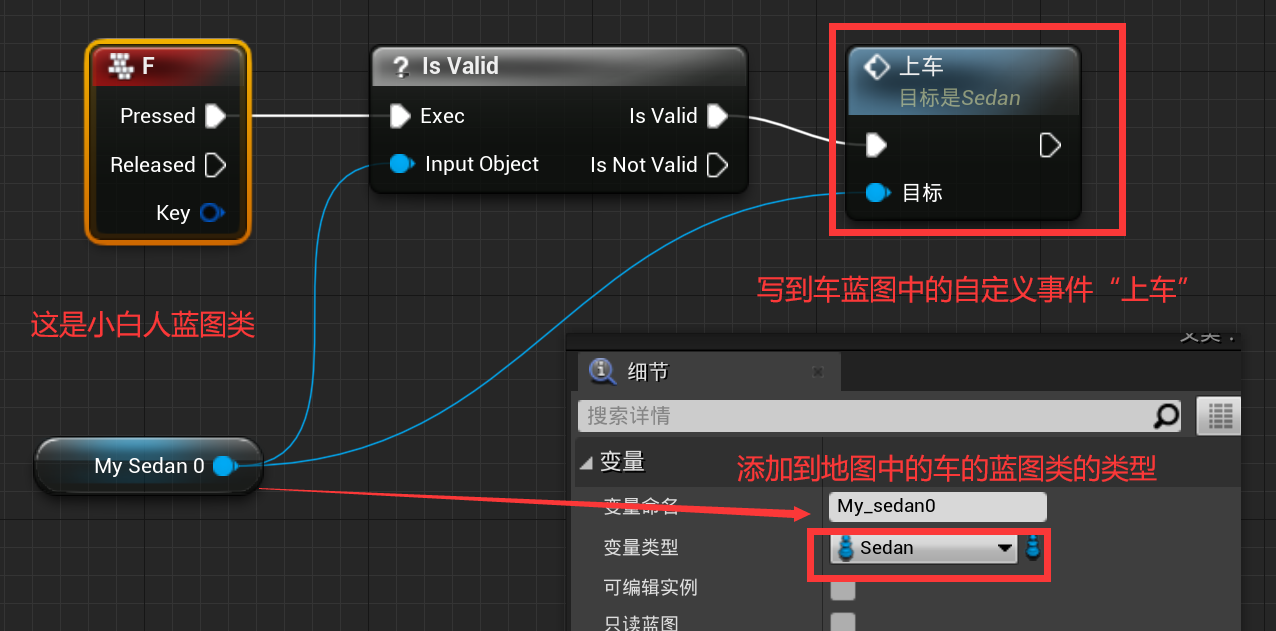 F
Pressed
Released
Key
? Is Valid
Exec
Input Object
Is Valid
Is Not Valid
上车
目标是Sedan
目标
写到车蓝图中的自定义事件“上车”
这是小白人蓝图类
My Sedan 0
细节
搜索详情
变量
添加到地图中的车的蓝图类的类型
变量命名
My_sedan0
变量类型
Sedan
可编辑实例
只读蓝图